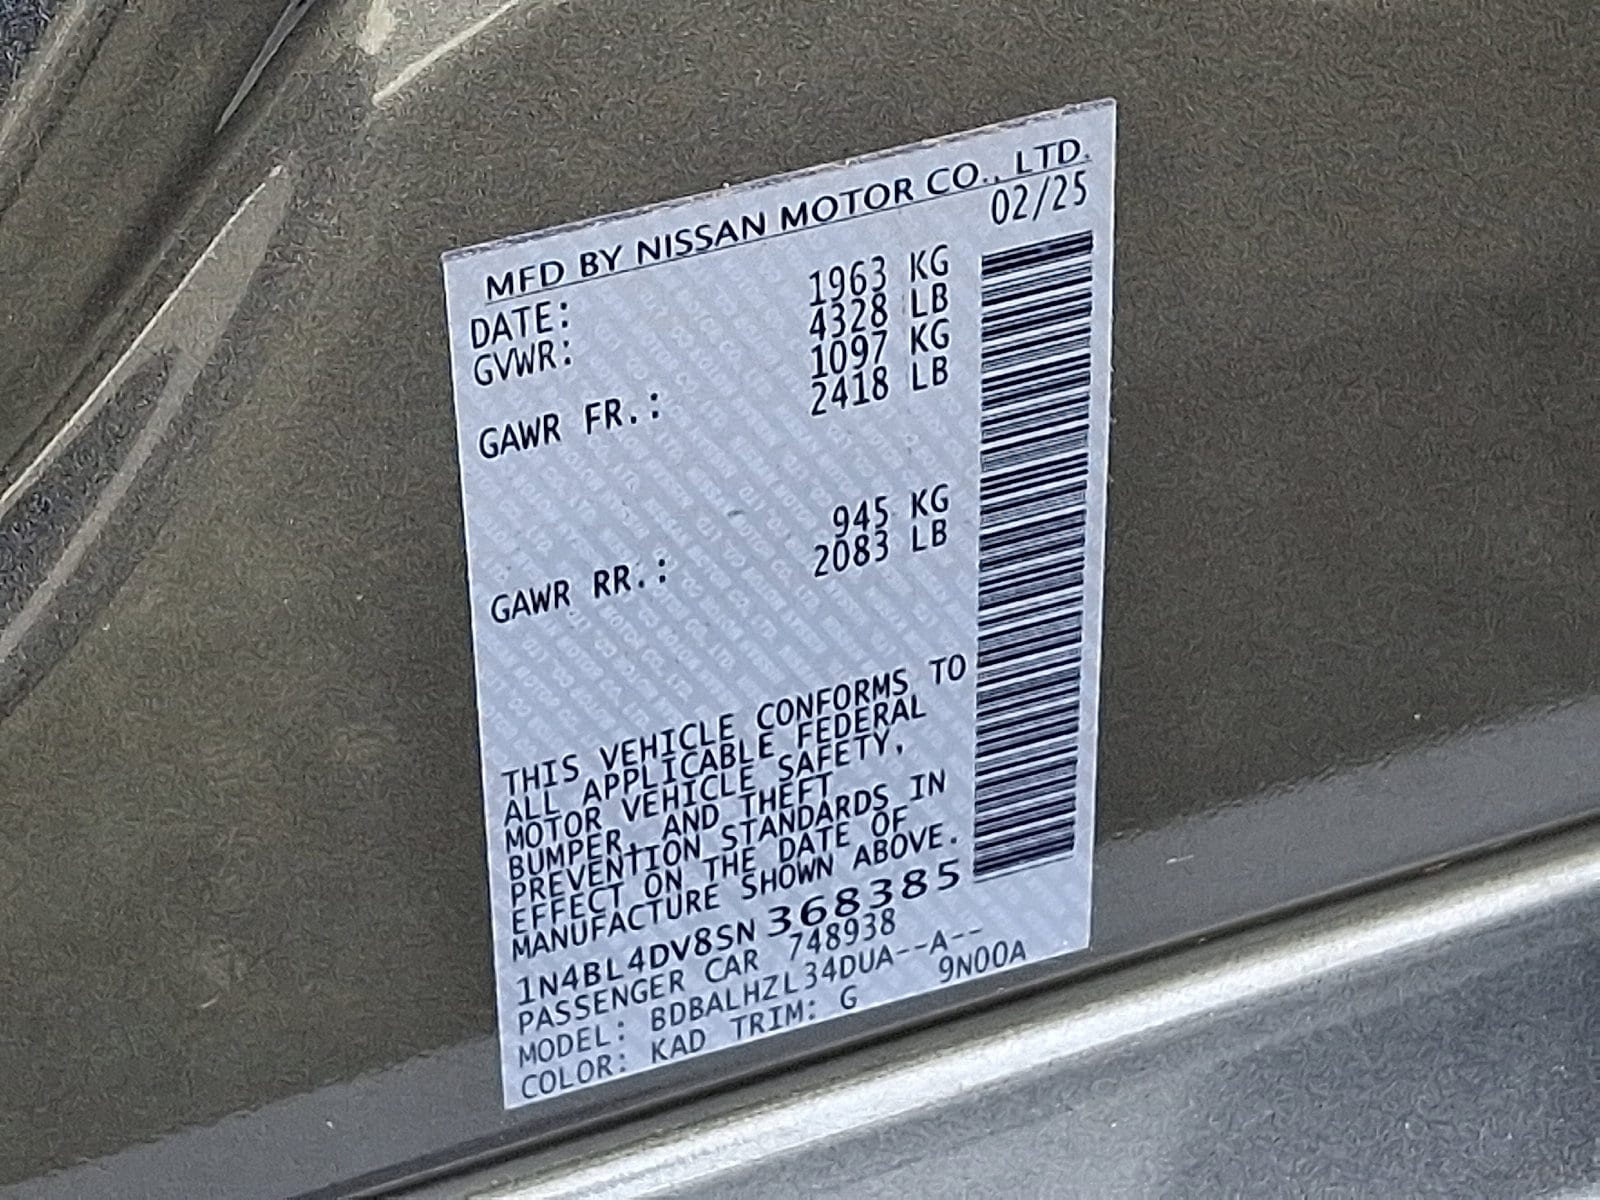 MFD BY NISSAN MOTOR CO., LTD.
DATE: 02/25
GVWR: 1963 KG
4328 LB
GAWR FR.: 1097 KG
2418 LB
GAWR RR.: 945 KG
2083 LB
THIS VEHICLE CONFORMS TO
ALL APPLICABLE FEDERAL
MOTOR VEHICLE SAFETY,
BUMPER, AND THEFT
PREVENTION STANDARDS IN
EFFECT ON THE DATE OF
MANUFACTURE SHOWN ABOVE.
1N4BL4DV8SN 368385
PASSENGER CAR 748938
MODEL: BDBALHZL34DUA--A--
COLOR: KAD TRIM: G 9N00A